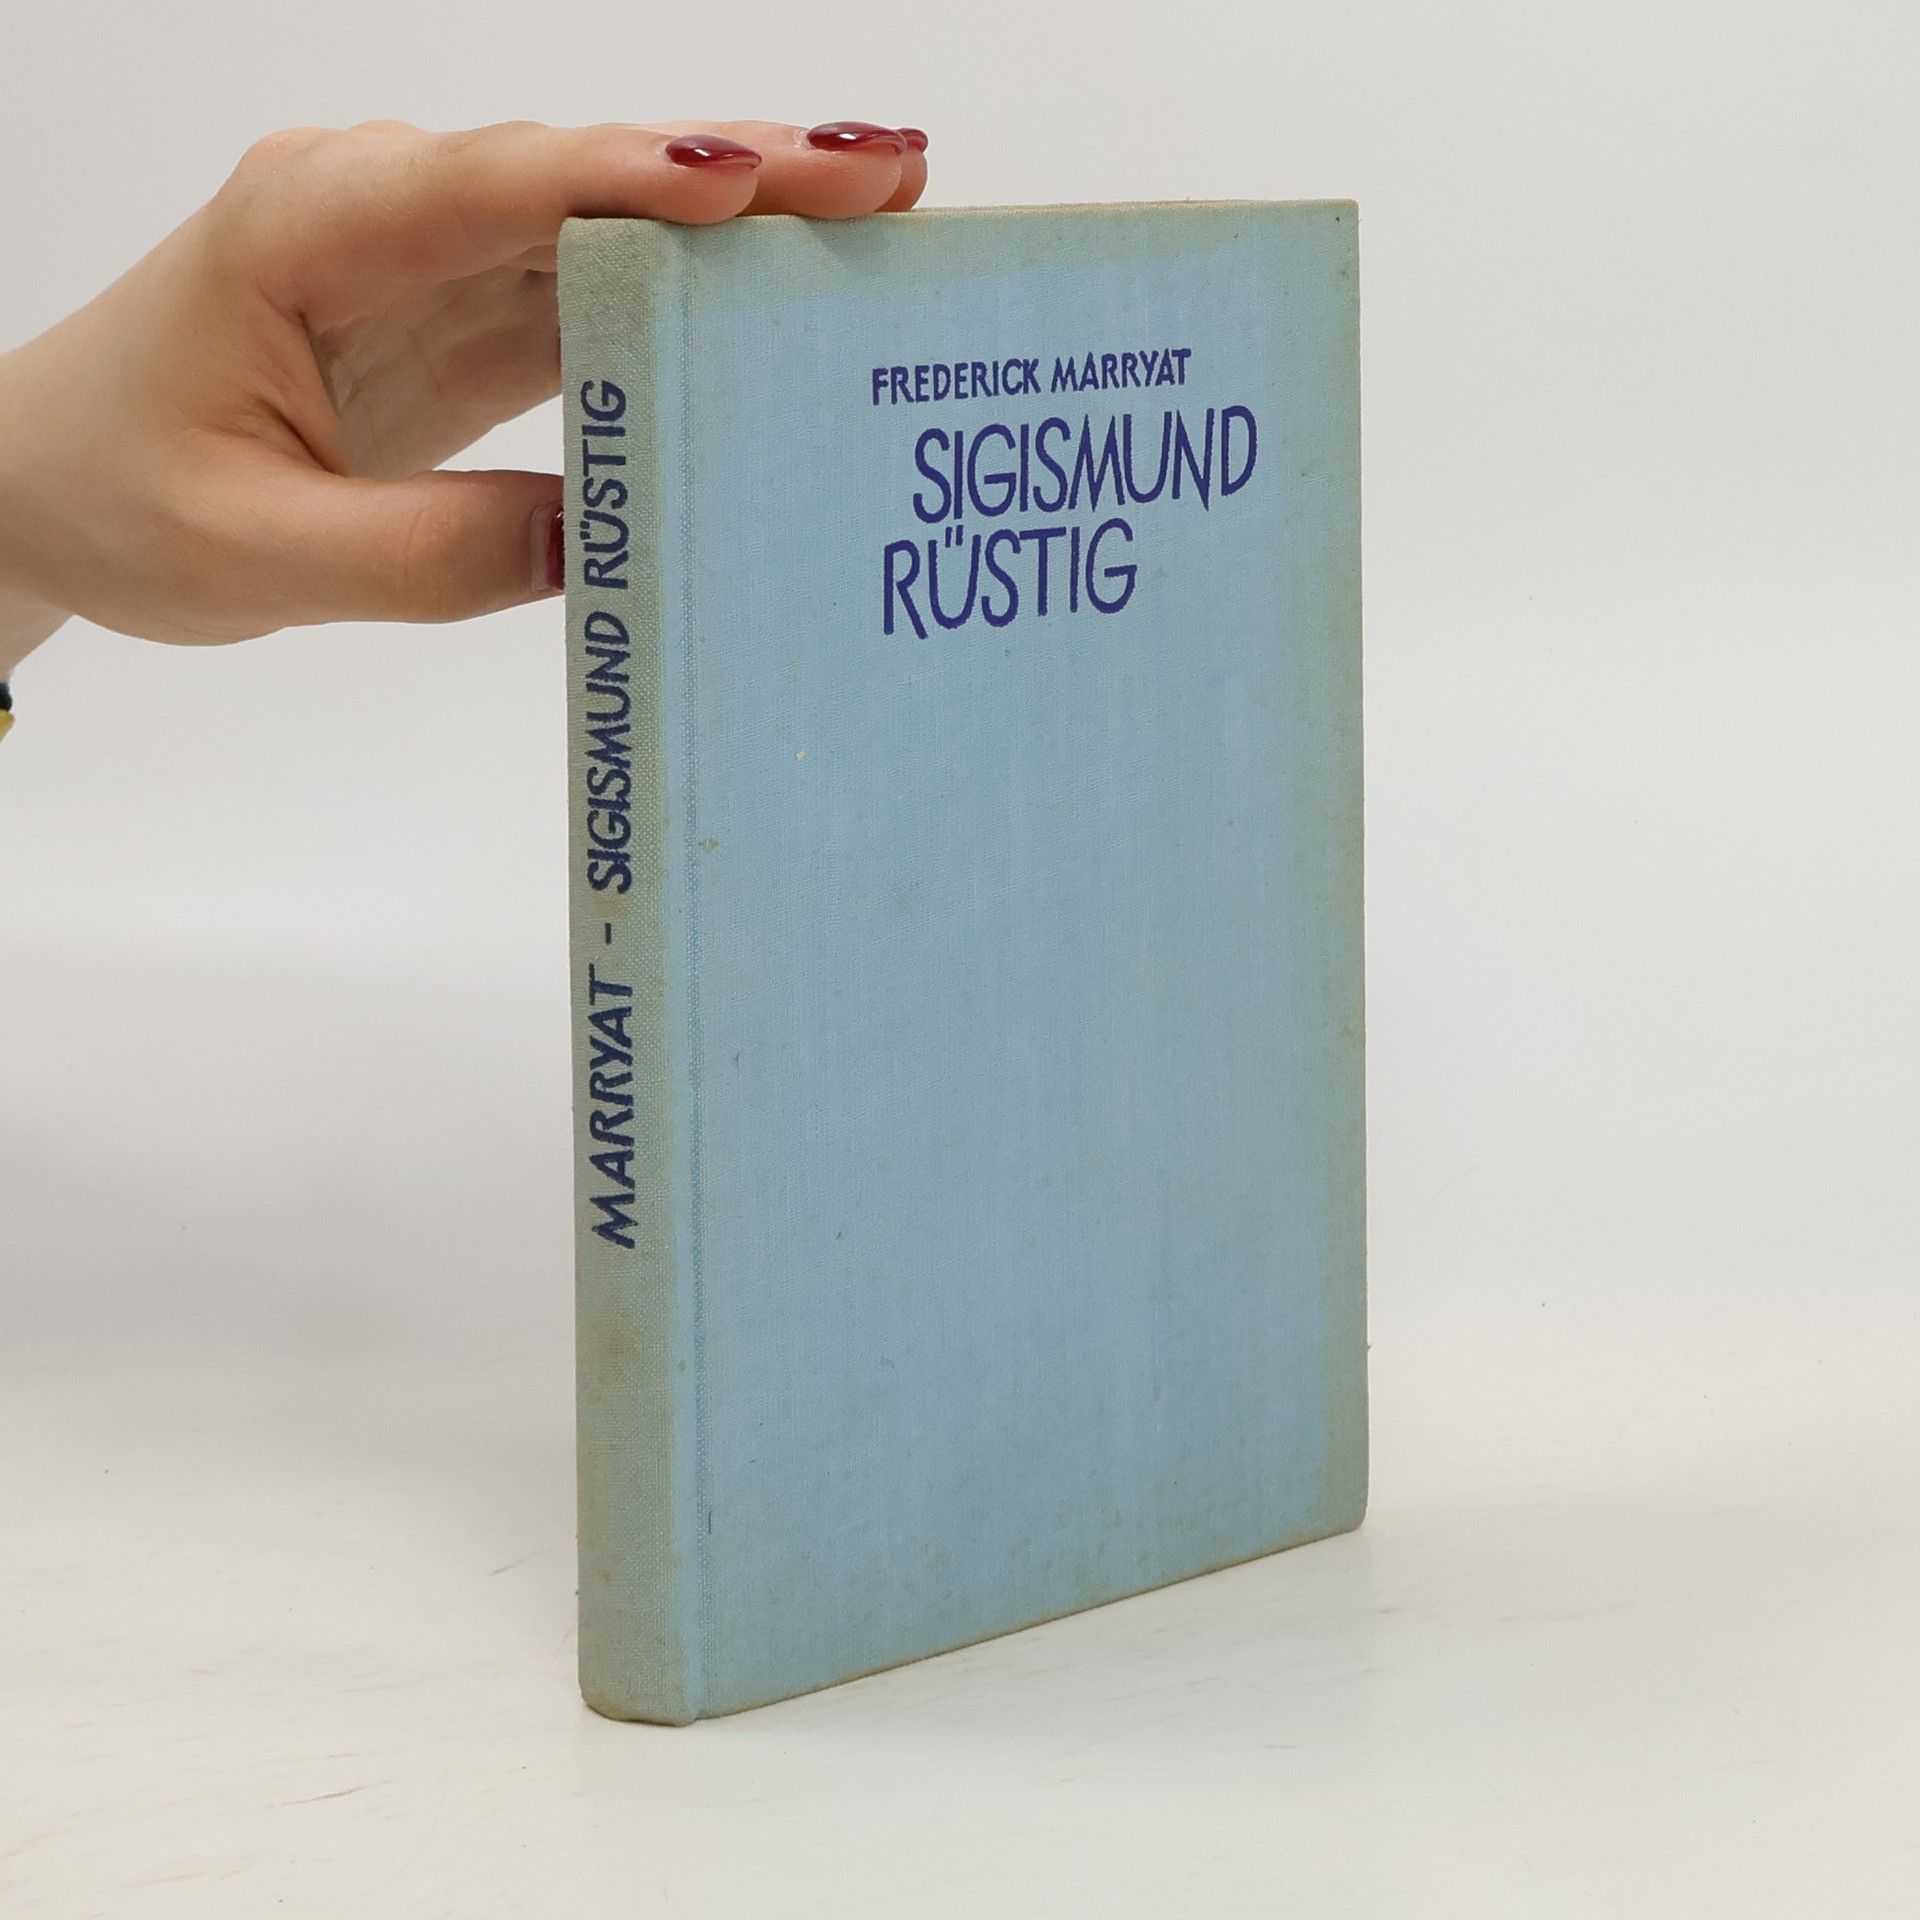 FREDERICK MARRYAT
SIGISMUND
RÜSTIG
MARRYAT - SIGISMUND RÜSTIG